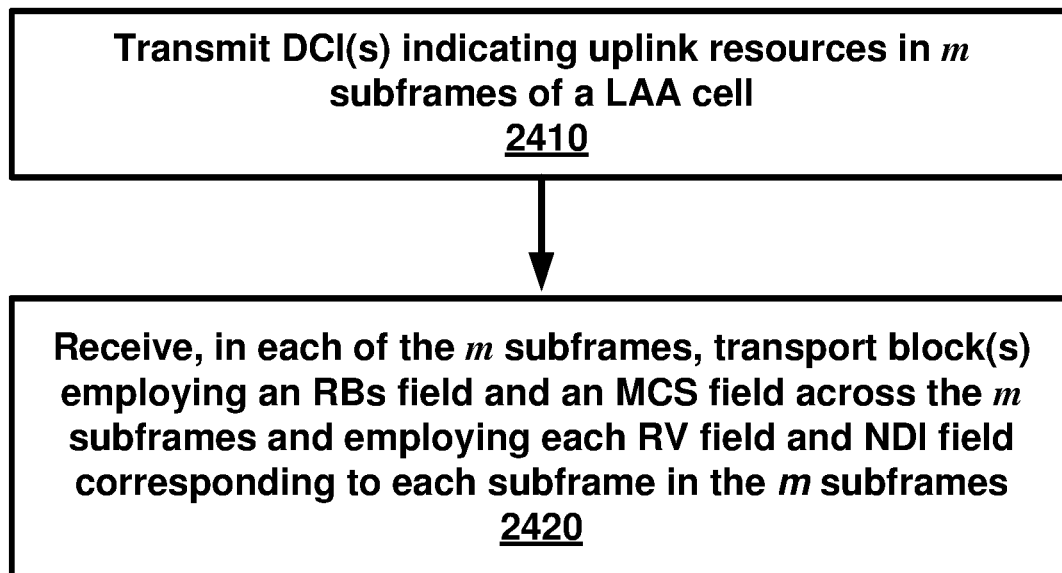 Transmit DCI(s) indicating uplink resources in m
subframes of a LAA cell
2410
Receive, in each of the m subframes, transport block(s)
employing an RBs field and an MCS field across the m
subframes and employing each RV field and NDI field
corresponding to each subframe in the m subframes
2420